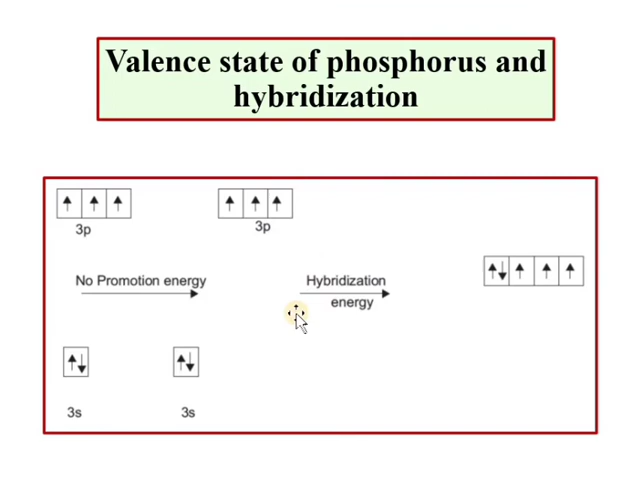 Valence state of phosphorus and
hybridization
3p
3p
No Promotion energy
Hybridization
energy
3s
3s